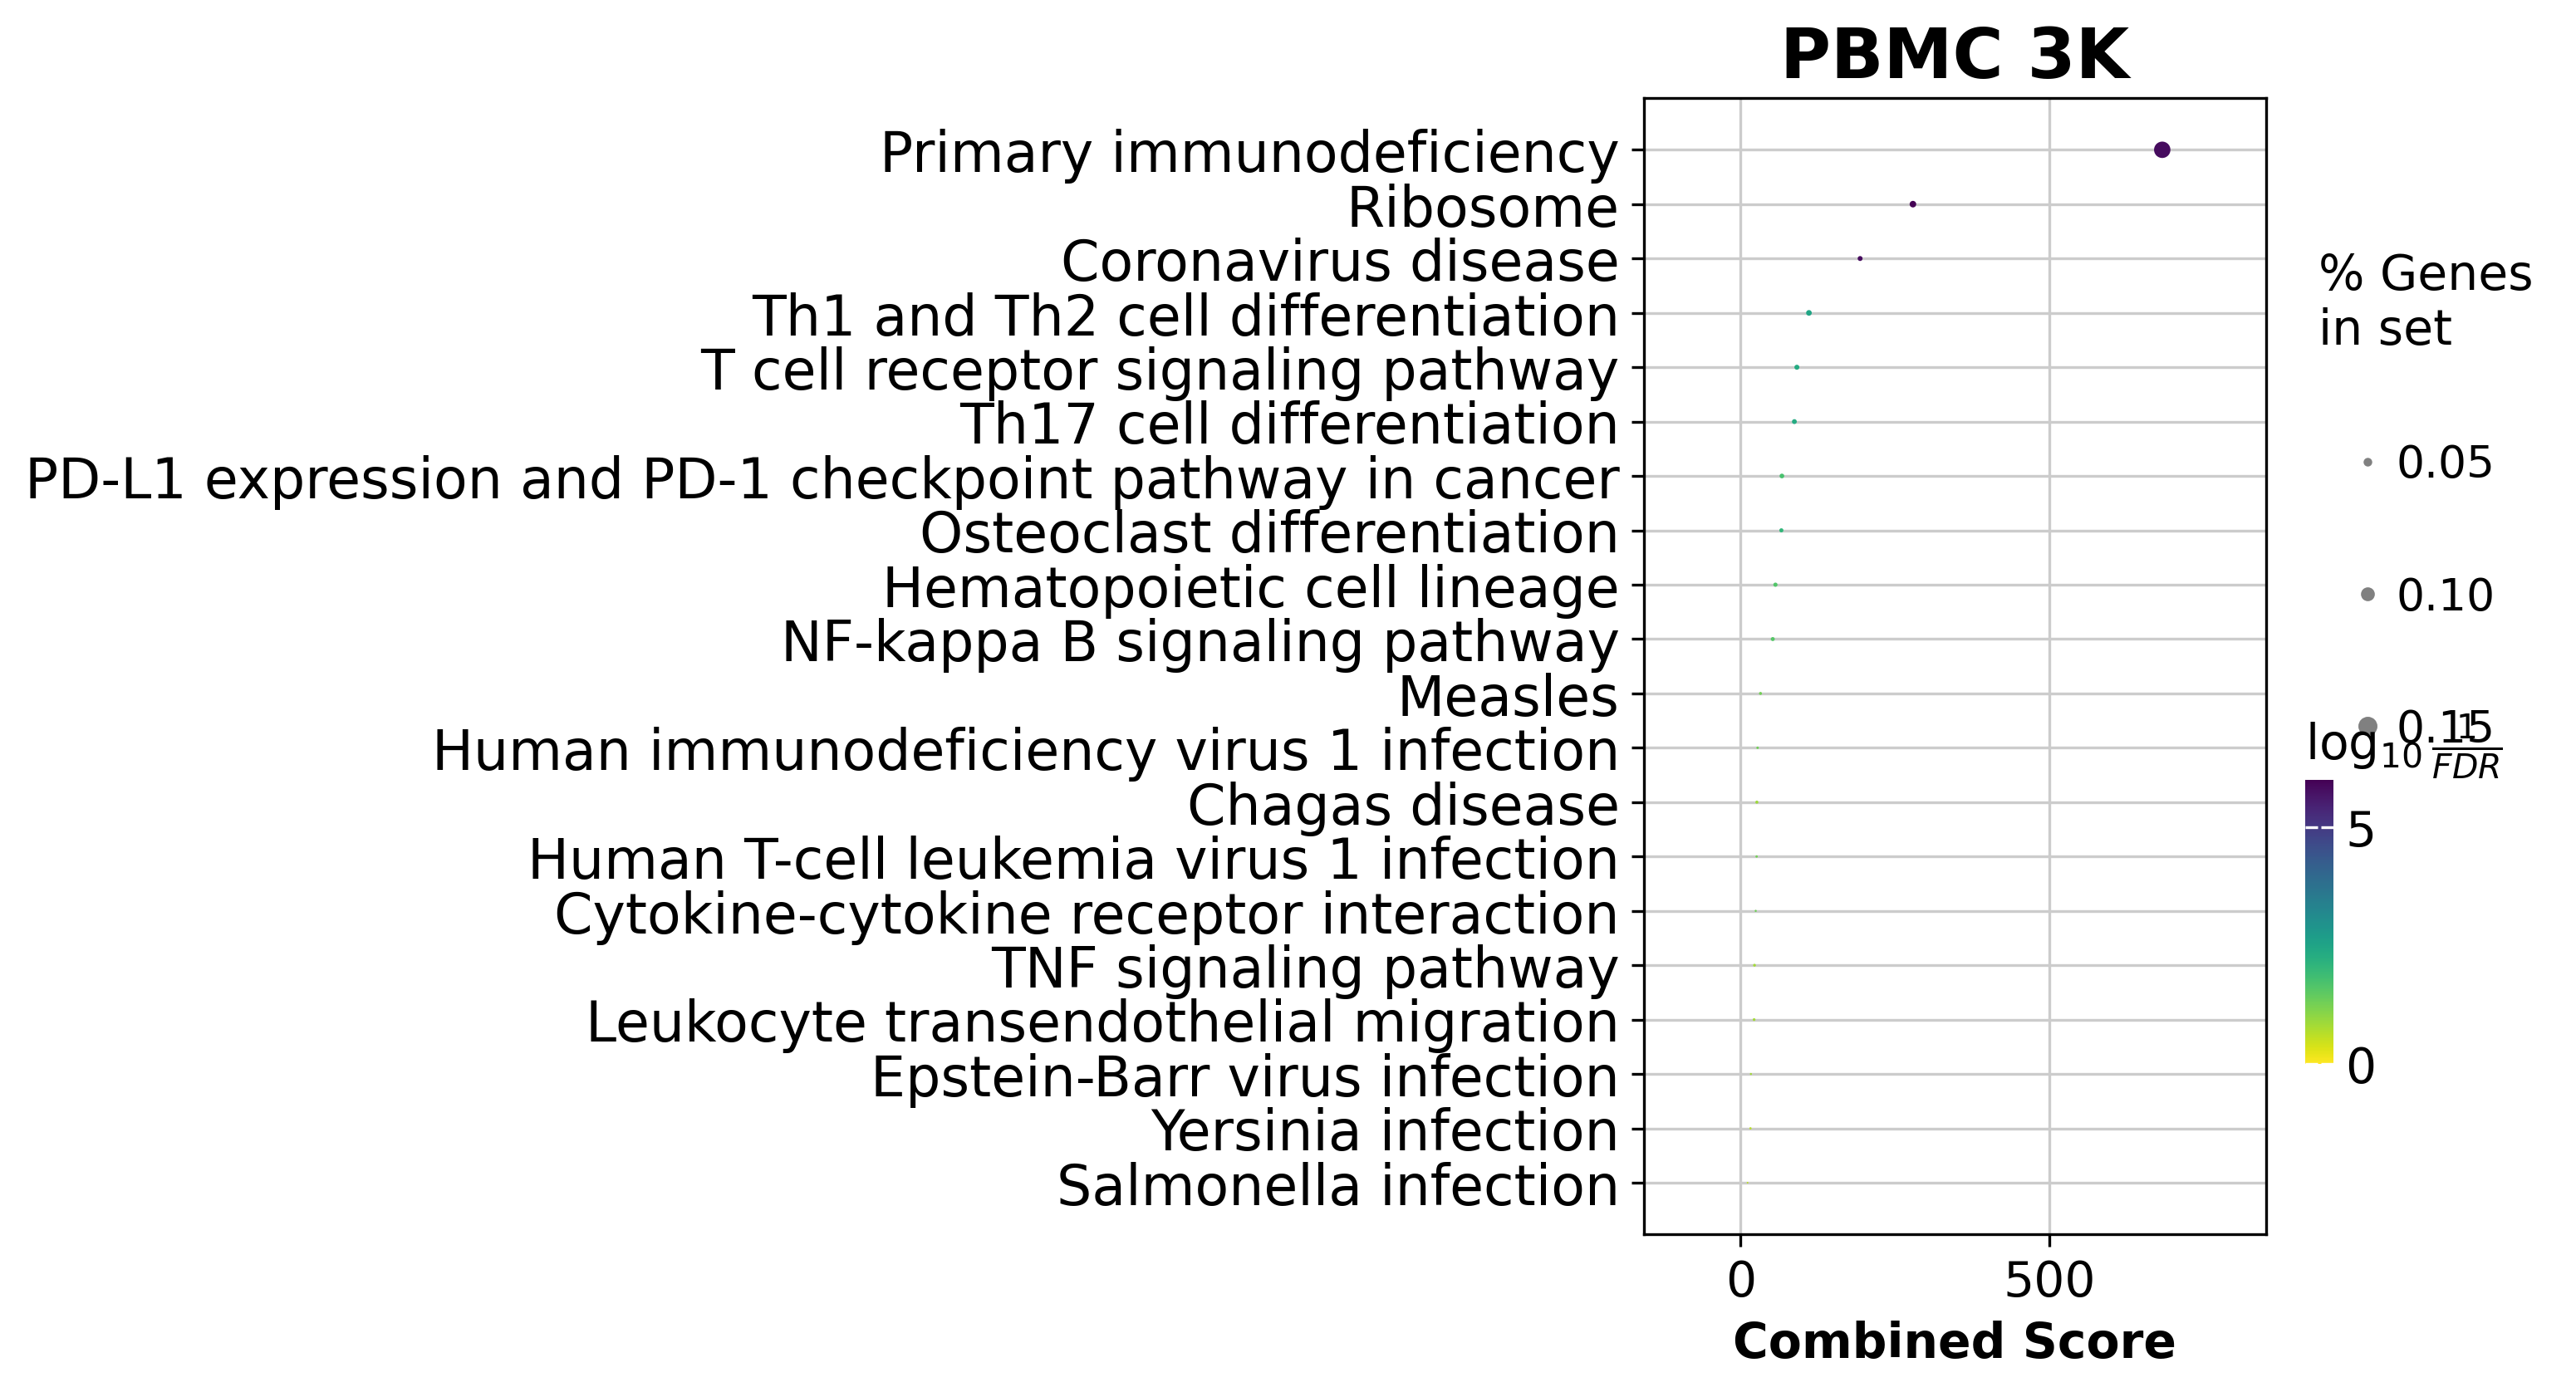 PBMC 3K
Primary immunodeficiency
Ribosome
Coronavirus disease
Th1 and Th2 cell differentiation
T cell receptor signaling pathway
Th17 cell differentiation
PD-L1 expression and PD-1 checkpoint pathway in cancer
Osteoclast differentiation
Hematopoietic cell lineage
NF-kappa B signaling pathway
Measles
Human immunodeficiency virus 1 infection
Chagas disease
Human T-cell leukemia virus 1 infection
Cytokine-cytokine receptor interaction
TNF signaling pathway
Leukocyte transendothelial migration
Epstein-Barr virus infection
Yersinia infection
Salmonella infection
0 500
Combined Score
% Genes
in set
0.05
0.10
0.15
log10 1/FDR
5
0